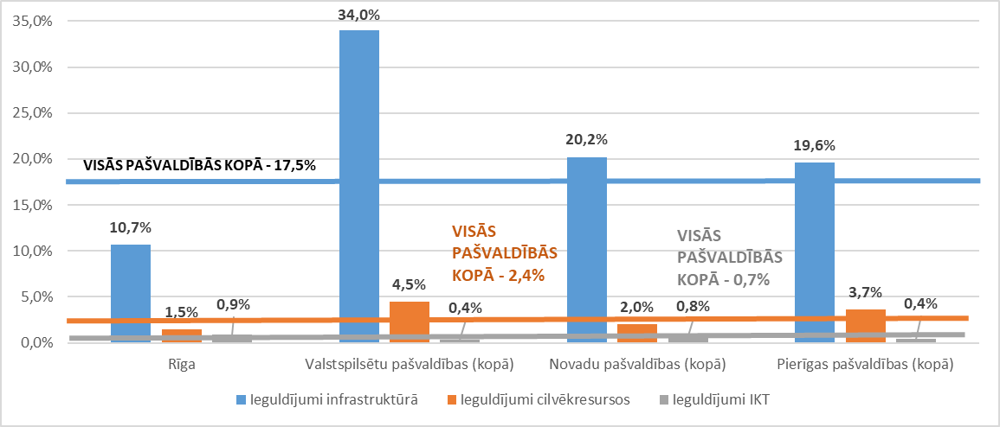 35,0%
30,0%
25,0%
20,0%
15,0%
10,0%
5,0%
0,0%
34,0%
20,2%
19,6%
VISĀS PAŠVALDĪBĀS KOPĀ - 17,5%
10,7%
VISĀS
PAŠVALDĪBĀS
KOPĀ - 2,4%
VISĀS
PAŠVALDĪBĀS
KOPĀ - 0,7%
1,5%
0,9%
4,5%
0,4%
2,0%
0,8%
3,7%
0,4%
Rīga
Valstspilsētu pašvaldības (kopā)
Novadu pašvaldības (kopā)
Pierīgas pašvaldības (kopā)
Ieguldījumi infrastruktūrā
Ieguldījumi cilvēkresursos
Ieguldījumi IKT